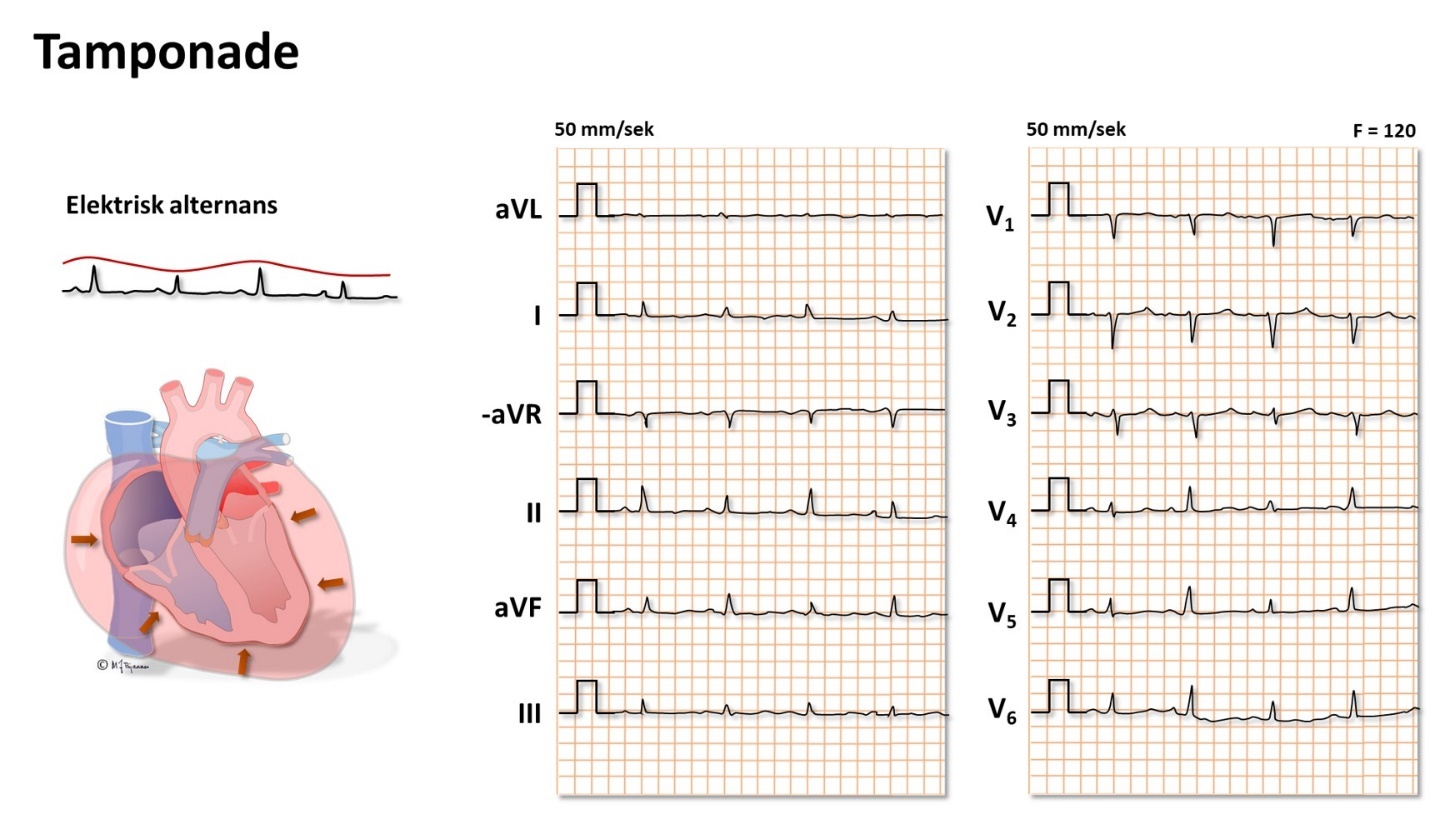 Tamponade
50 mm/sek
50 mm/sek
F = 120
Elektrisk alternans
aVL
I
-aVR
II
aVF
III
V1
V2
V3
V4
V5
V6
©